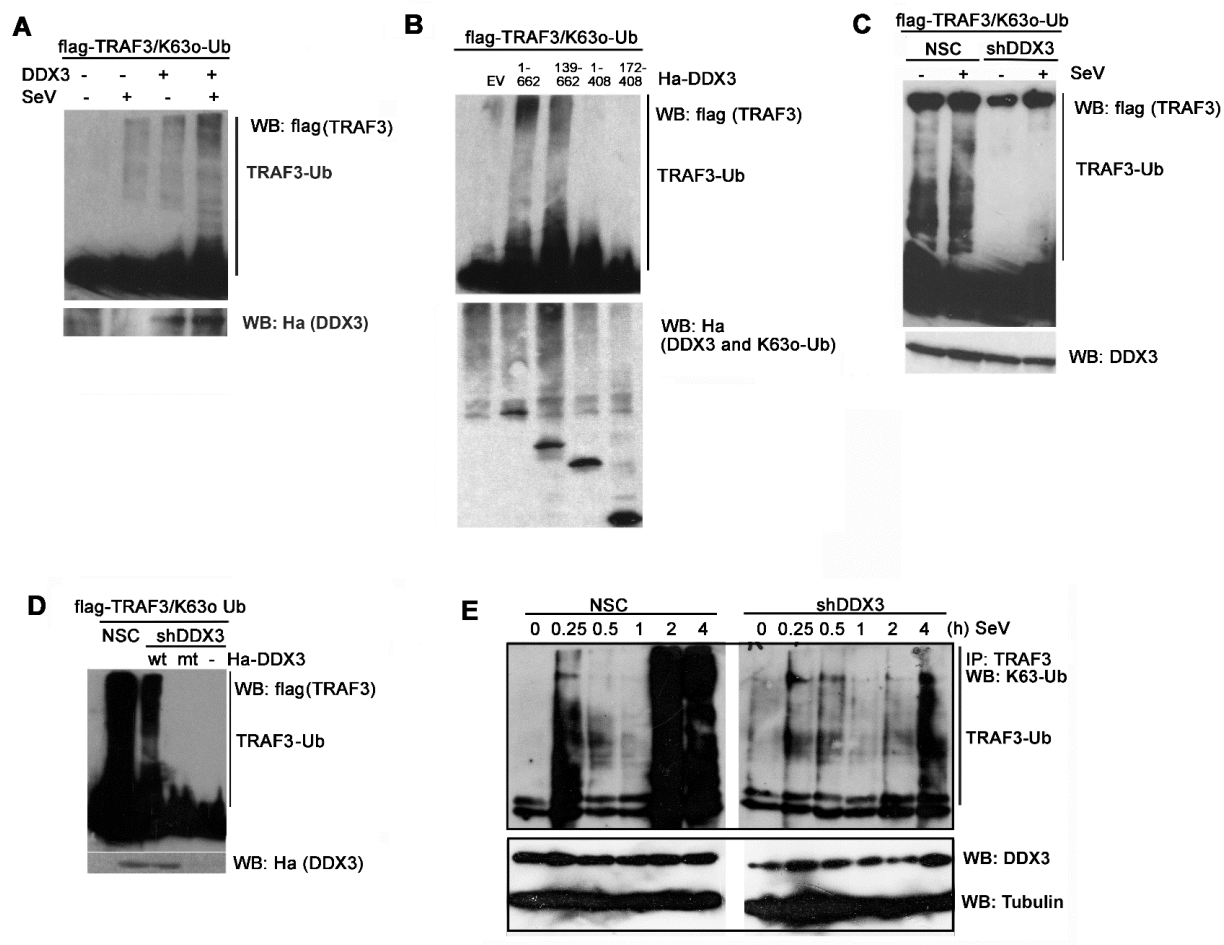 A
flag-TRAF3/K63o-Ub
DDX3 - - + +
SeV - + - +
WB: flag(TRAF3)
TRAF3-Ub
WB: Ha (DDX3)
B
flag-TRAF3/K63o-Ub
1- 139- 1- 172-
EV 662 662 408 408 Ha-DDX3
WB: flag (TRAF3)
TRAF3-Ub
WB: Ha
(DDX3 and K63o-Ub)
C
flag-TRAF3/K63o-Ub
NSC shDDX3
- + - + SeV
WB: flag (TRAF3)
TRAF3-Ub
WB: DDX3
D
flag-TRAF3/K63o Ub
NSC shDDX3
wt mt - Ha-DDX3
WB: flag(TRAF3)
TRAF3-Ub
WB: Ha (DDX3)
E
NSC shDDX3
0 0.25 0.5 1 2 4 0 0.25 0.5 1 2 4 (h) SeV
IP: TRAF3
WB: K63-Ub
TRAF3-Ub
WB: DDX3
WB: Tubulin